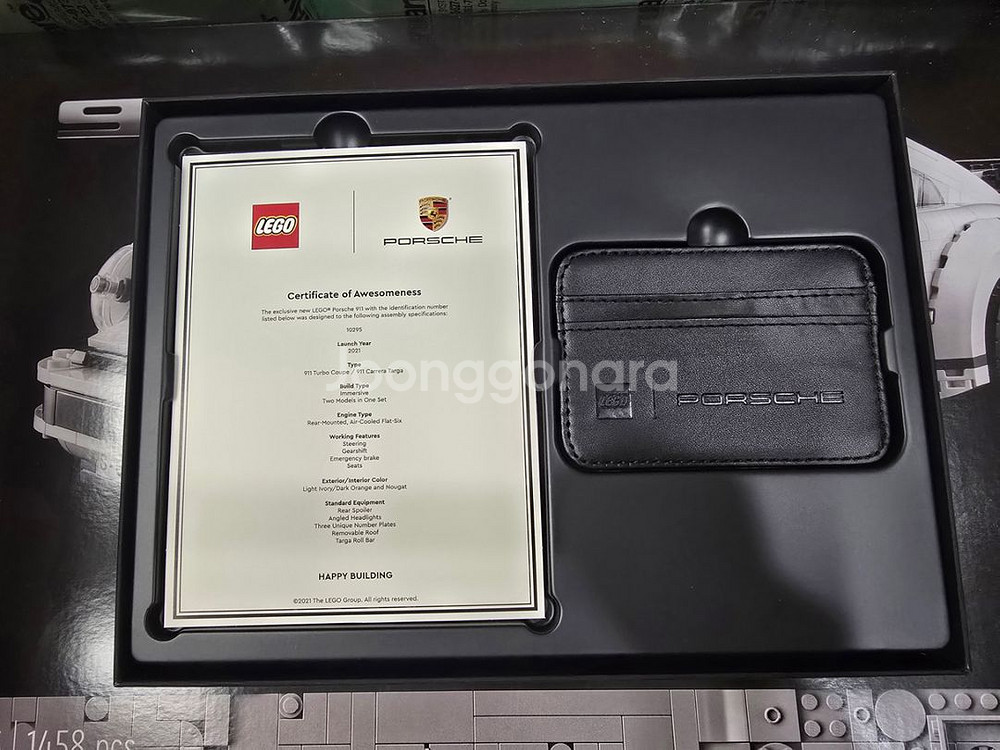 LEGO
PORSCHE
Certificate of Awesomeness
The exclusive new LEGO® Porsche 911 with the identification number
listed below was designed to the following assembly specifications:
10295
Launch Year
2021
Type
911 Turbo Coupe / 911 Carrera Targa
Build Type
Immersive
Two Models in One Set
Engine Type
Rear-Mounted, Air-Cooled Flat-Six
Working Features
Steering
Gearshift
Emergency brake
Seats
Exterior/Interior Color
Light Ivory/Dark Orange and Nougat
Standard Equipment
Rear Spoiler
Angled Headlights
Three Unique Number Plates
Removable Roof
Targa Roll Bar
HAPPY BUILDING
©2021 The LEGO Group. All rights reserved.
LEGO PORSCHE
Joonggonara
1458 pcs